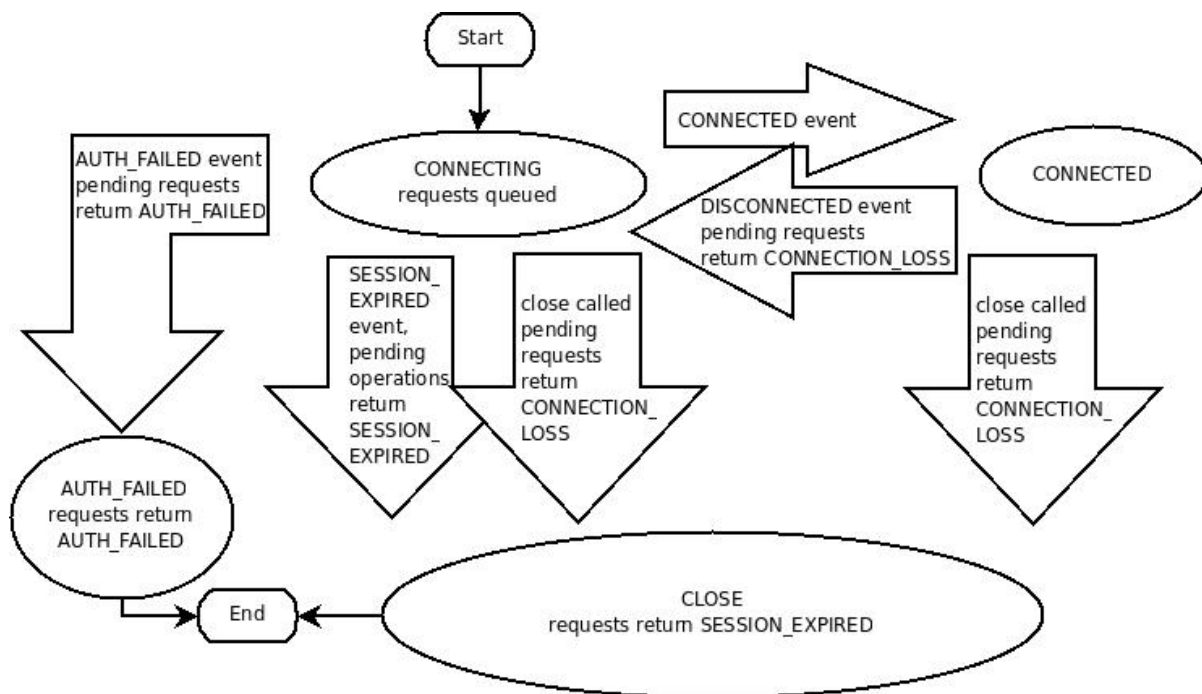 Start
CONNECTED event
AUTH_FAILED event
pending requests
return AUTH_FAILED
CONNECTING
requests queued
CONNECTED
DISCONNECTED event
pending requests
return CONNECTION_LOSS
SESSION_
EXPIRED
event,
pending
operations
return
SESSION_
EXPIRED
close called
pending
requests
return
CONNECTION_
LOSS
close called
pending
requests
return
CONNECTION_
LOSS
AUTH_FAILED
requests return
AUTH_FAILED
End
CLOSE
requests return SESSION_EXPIRED